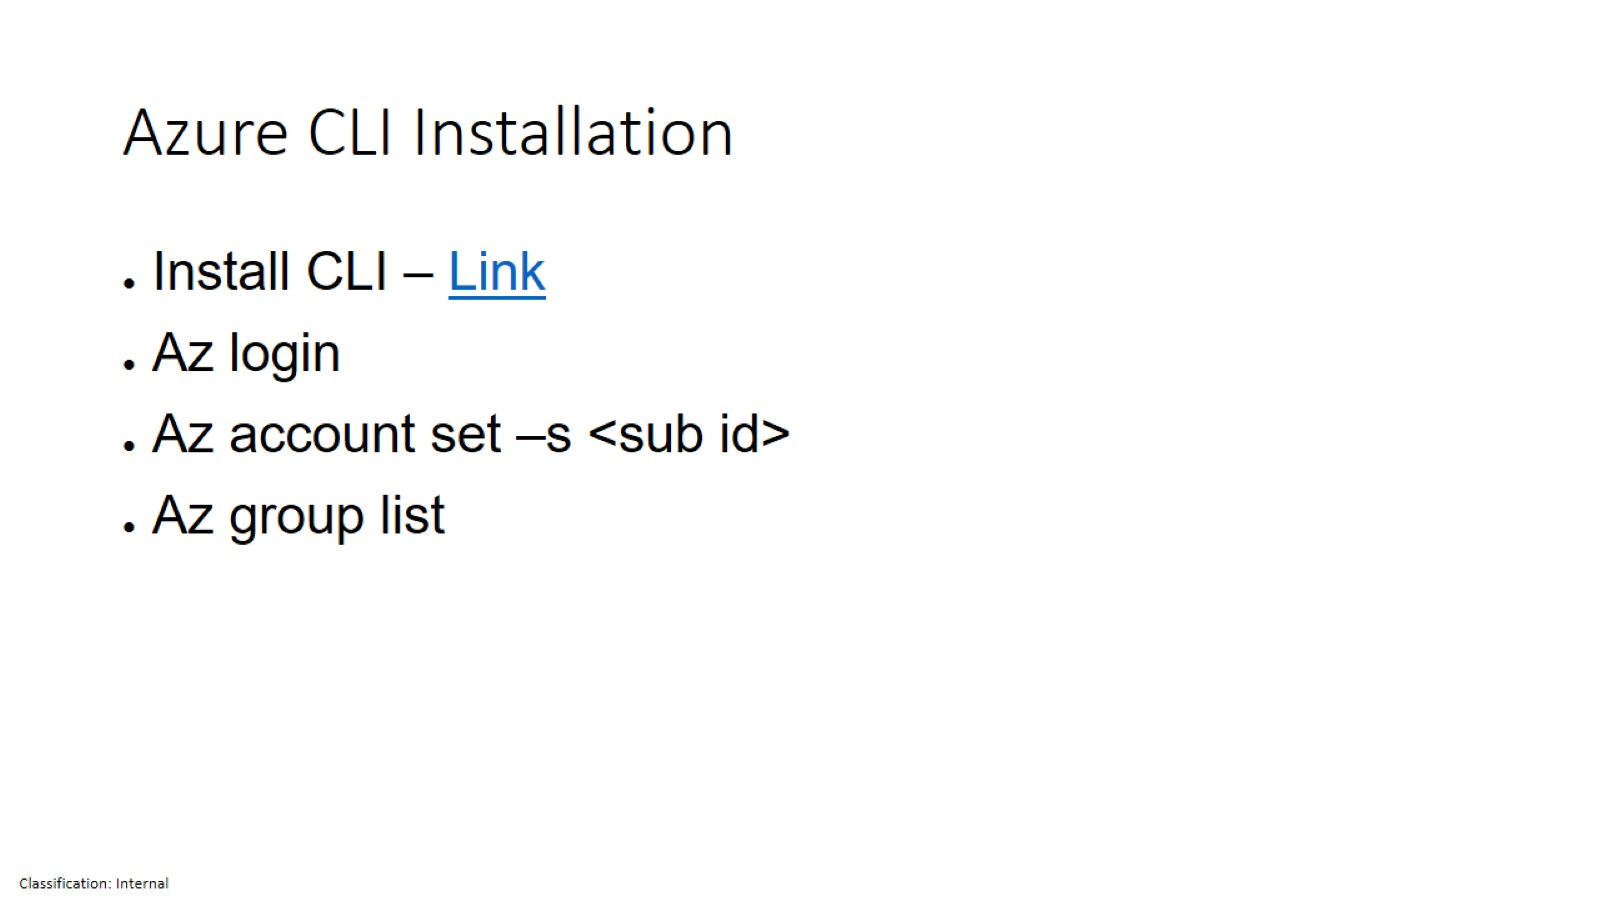 Azure CLI Installation
• Install CLI – Link
• Az login
• Az account set –s <sub id>
• Az group list
Classification: Internal